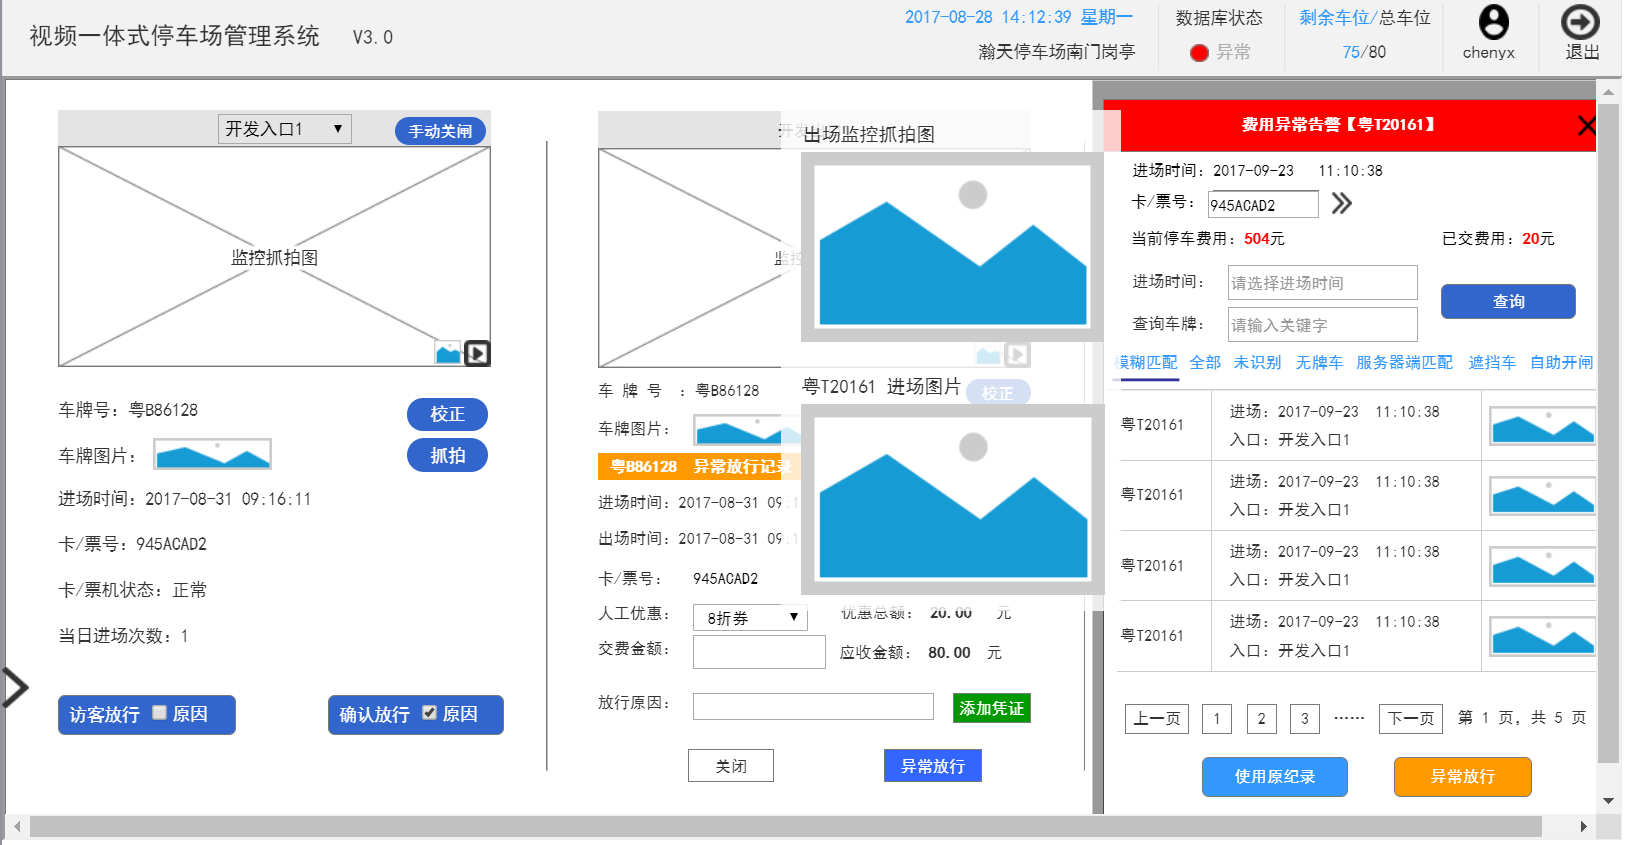 视频一体式停车场管理系统 V3.0
2017-08-28 14:12:39 星期一
瀚天停车场南门岗亭
数据库状态
异常
剩余车位/总车位
75/80
chenyx
退出
开发入口1 ▼
手动关闸
监控抓拍图
车牌号：粤B86128
校正
车牌图片：
抓拍
进场时间：2017-08-31 09:16:11
卡/票号：945ACAD2
卡/票机状态：正常
当日进场次数：1
访客放行 原因
确认放行 原因
开发
监控
车 牌 号 ：粤B86128
校正
车牌图片：
粤B86128 异常放行记录
进场时间：2017-08-31 09:1
出场时间：2017-08-31 09:1
卡/票号： 945ACAD2
人工优惠： 8折券 ▼
优惠总额： 20.00 元
交费金额：
应收金额： 80.00 元
放行原因：
添加凭证
关闭
异常放行
出场监控抓拍图
粤T20161 进场图片
费用异常告警【粤T20161】
进场时间：2017-09-23 11:10:38
卡/票号： 945ACAD2
当前停车费用：504元
已交费用：20元
进场时间： 请选择进场时间
查询
查询车牌： 请输入关键字
模糊匹配 全部 未识别 无牌车 服务器端匹配 遮挡车 自助开闸
粤T20161
进场：2017-09-23 11:10:38
入口：开发入口1
粤T20161
进场：2017-09-23 11:10:38
入口：开发入口1
粤T20161
进场：2017-09-23 11:10:38
入口：开发入口1
粤T20161
进场：2017-09-23 11:10:38
入口：开发入口1
上一页 1 2 3 …… 下一页 第 1 页，共 5 页
使用原纪录
异常放行